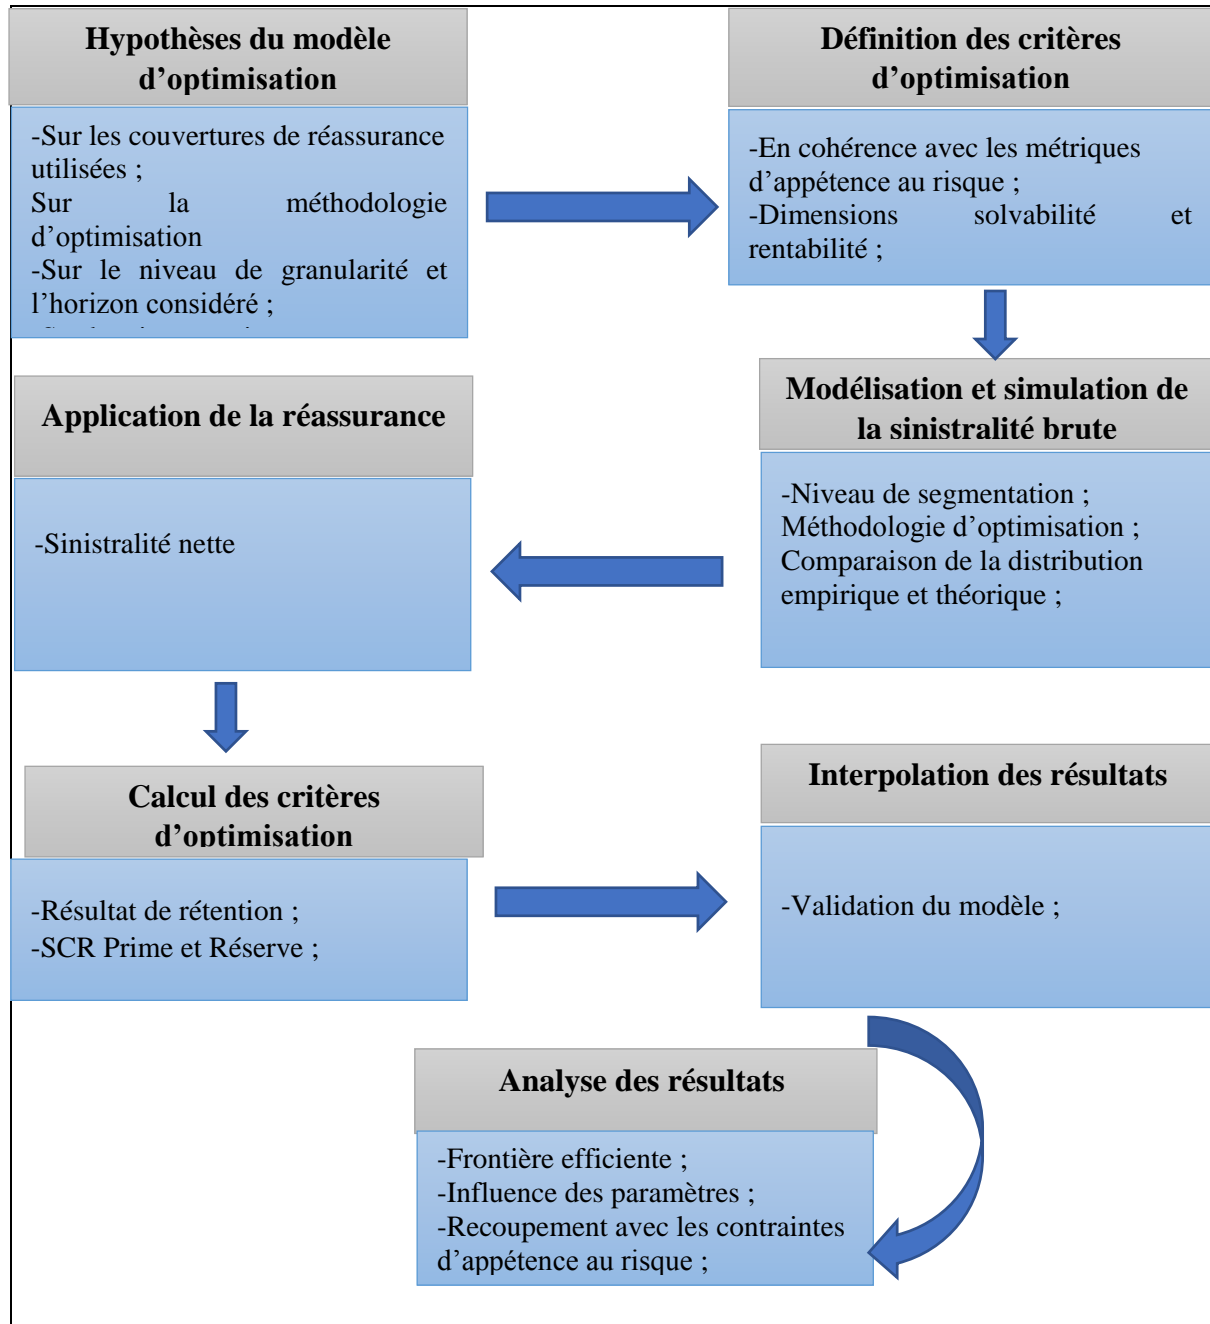 Hypothèses du modèle
d’optimisation
-Sur les couvertures de réassurance
utilisées ;
Sur la méthodologie
d’optimisation
-Sur le niveau de granularité et
l’horizon considéré ;
Définition des critères
d’optimisation
-En cohérence avec les métriques
d’appétence au risque ;
-Dimensions solvabilité et
rentabilité ;
Modélisation et simulation de
la sinistralité brute
-Niveau de segmentation ;
Méthodologie d’optimisation ;
Comparaison de la distribution
empirique et théorique ;
Application de la réassurance
-Sinistralité nette
Calcul des critères
d’optimisation
-Résultat de rétention ;
-SCR Prime et Réserve ;
Interpolation des résultats
-Validation du modèle ;
Analyse des résultats
-Frontière efficiente ;
-Influence des paramètres ;
-Recoupement avec les contraintes
d’appétence au risque ;